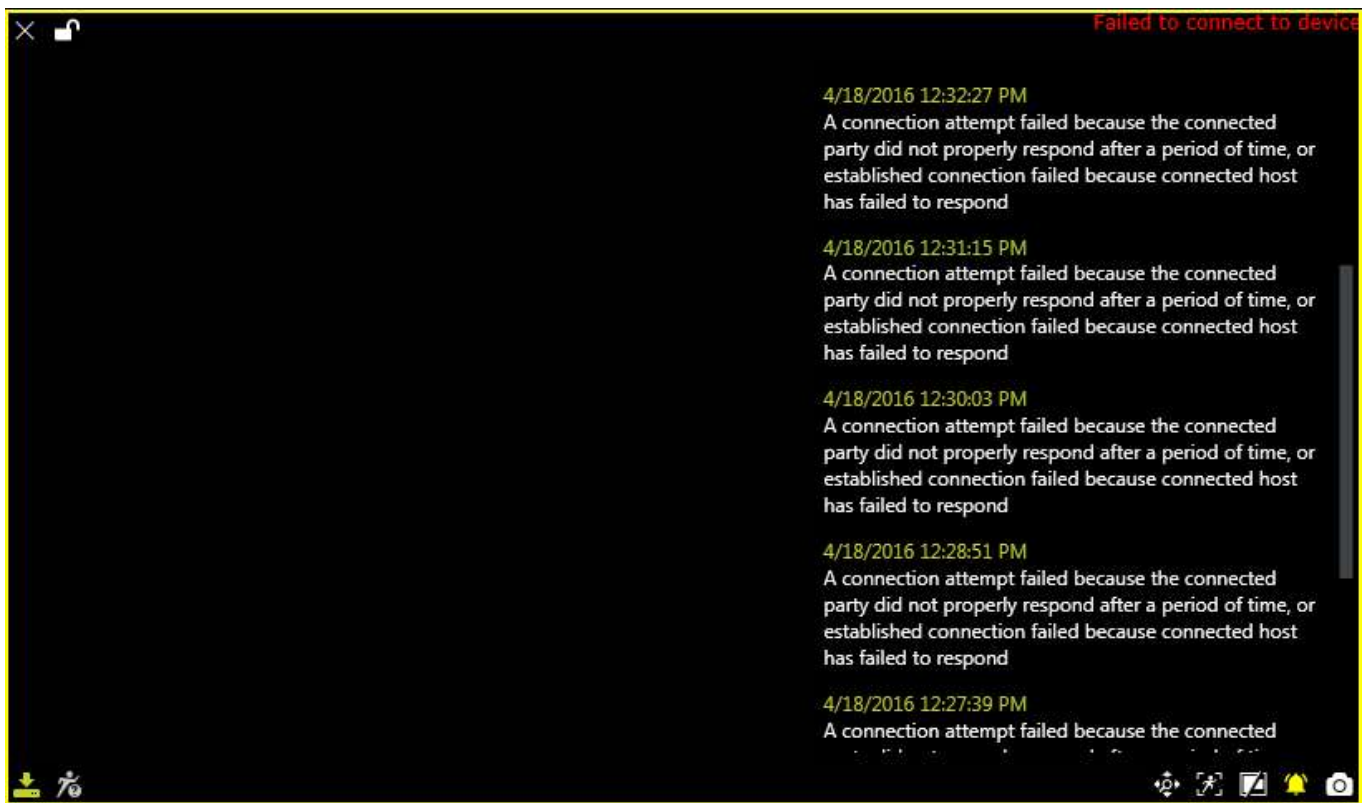 Failed to connect to device
4/18/2016 12:32:27 PM
A connection attempt failed because the connected
party did not properly respond after a period of time, or
established connection failed because connected host
has failed to respond
4/18/2016 12:31:15 PM
A connection attempt failed because the connected
party did not properly respond after a period of time, or
established connection failed because connected host
has failed to respond
4/18/2016 12:30:03 PM
A connection attempt failed because the connected
party did not properly respond after a period of time, or
established connection failed because connected host
has failed to respond
4/18/2016 12:28:51 PM
A connection attempt failed because the connected
party did not properly respond after a period of time, or
established connection failed because connected host
has failed to respond
4/18/2016 12:27:39 PM
A connection attempt failed because the connected